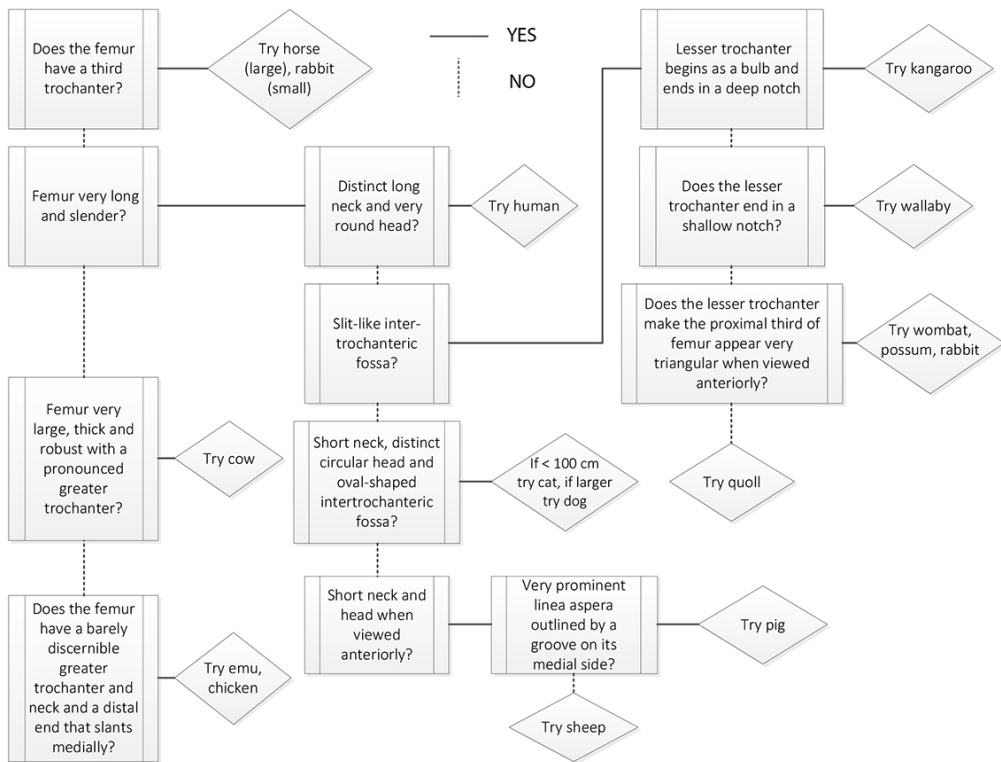 Does the femur
have a third
trochanter?
Try horse
(large), rabbit
(small)
YES
NO
Lesser trochanter
begins as a bulb and
ends in a deep notch
Try kangaroo
Femur very long
and slender?
Distinct long
neck and very
round head?
Try human
Does the lesser
trochanter end in a
shallow notch?
Try wallaby
Slit-like inter-
trochanteric
fossa?
Does the lesser trochanter
make the proximal third of
femur appear very
triangular when viewed
anteriorly?
Try wombat,
possum, rabbit
Femur very
large, thick and
robust with a
pronounced
greater
trochanter?
Try cow
Short neck, distinct
circular head and
oval-shaped
intertrochanteric
fossa?
If < 100 cm
try cat, if larger
try dog
Try quoll
Does the femur
have a barely
discernible
greater
trochanter and
neck and a distal
end that slants
medially?
Try emu,
chicken
Short neck and
head when
viewed
anteriorly?
Very prominent
linea aspera
outlined by a
groove on its
medial side?
Try pig
Try sheep